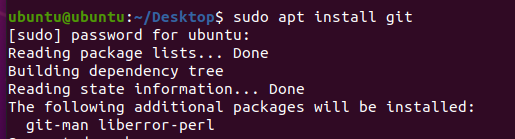 ubuntu@ubuntu:~/Desktop$ sudo apt install git
[sudo] password for ubuntu:
Reading package lists... Done
Building dependency tree
Reading state information... Done
The following additional packages will be installed:
  git-man liberror-perl